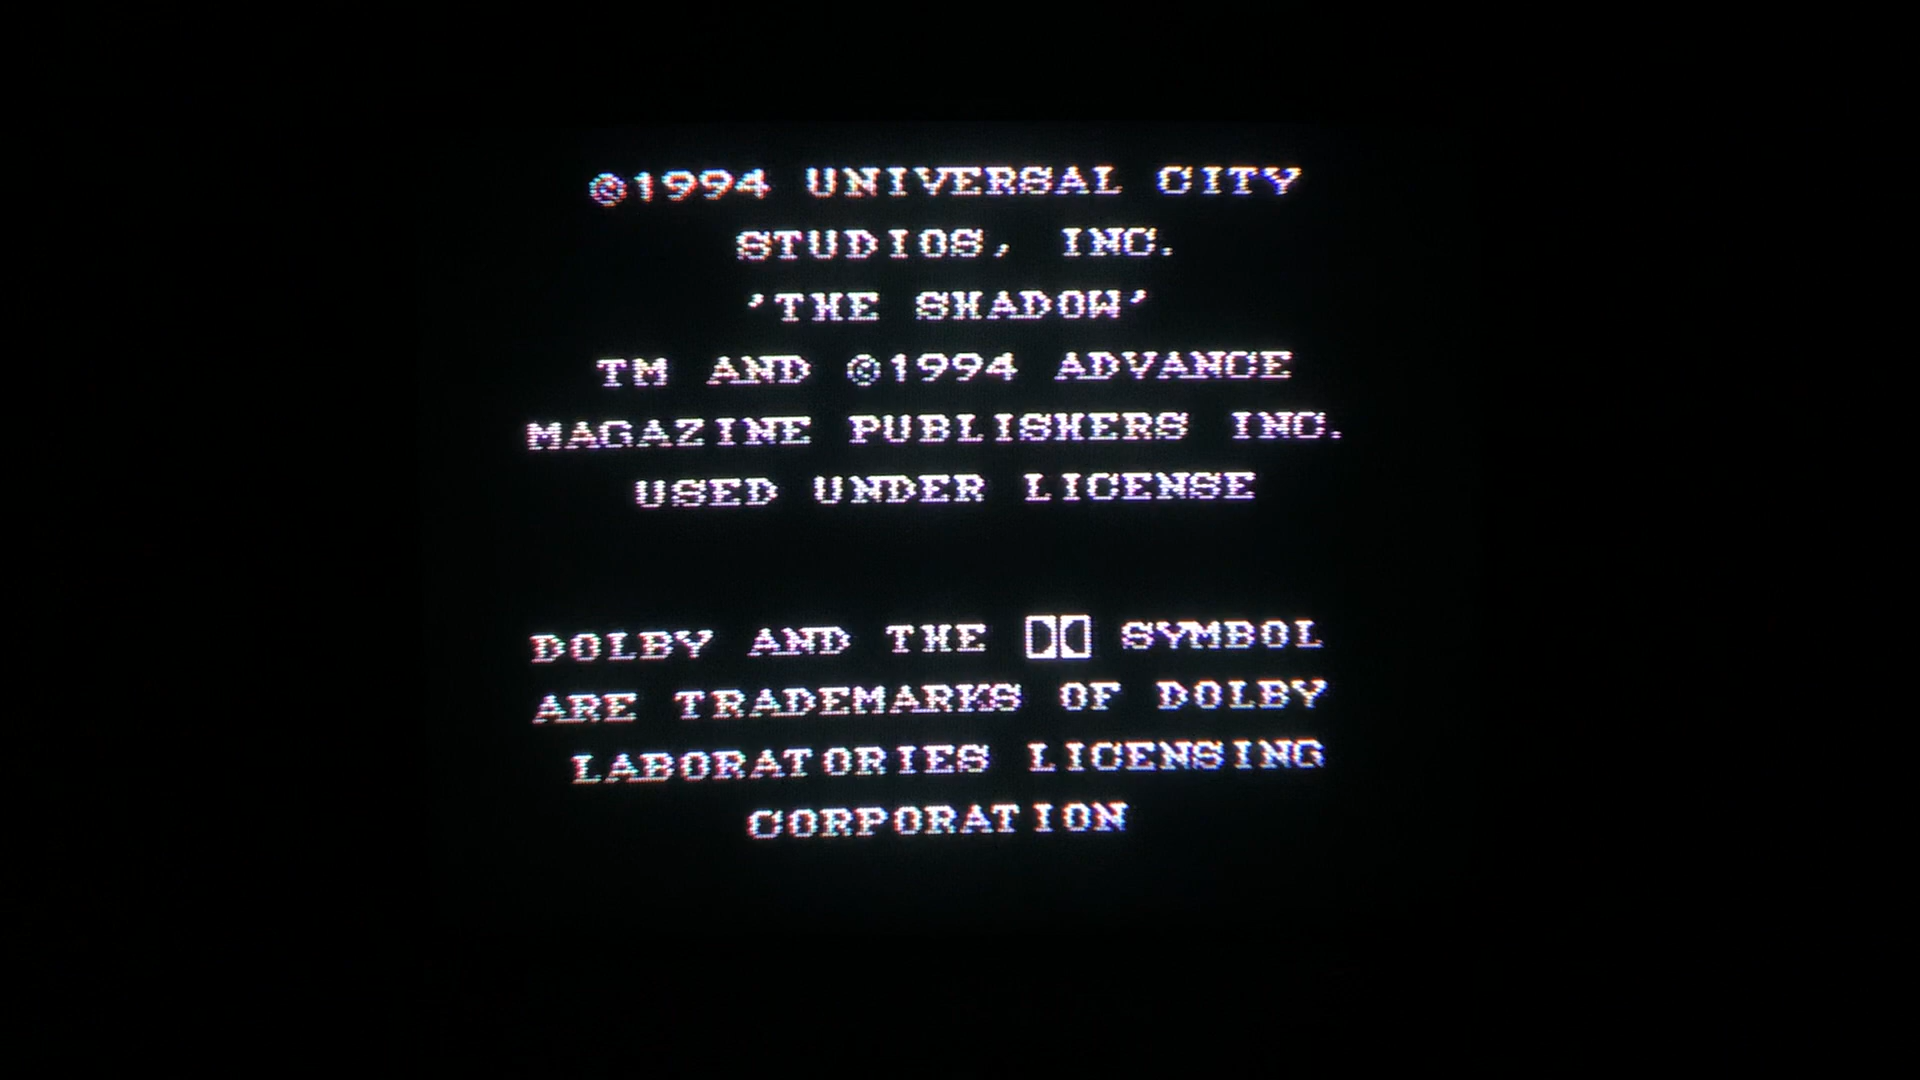 ©1994 UNIVERSAL CITY
STUDIOS, INC.
'THE SHADOW'
TM AND ©1994 ADVANCE
MAGAZINE PUBLISHERS INC.
USED UNDER LICENSE
DOLBY AND THE SYMBOL
ARE TRADEMARKS OF DOLBY
LABORATORIES LICENSING
CORPORATION